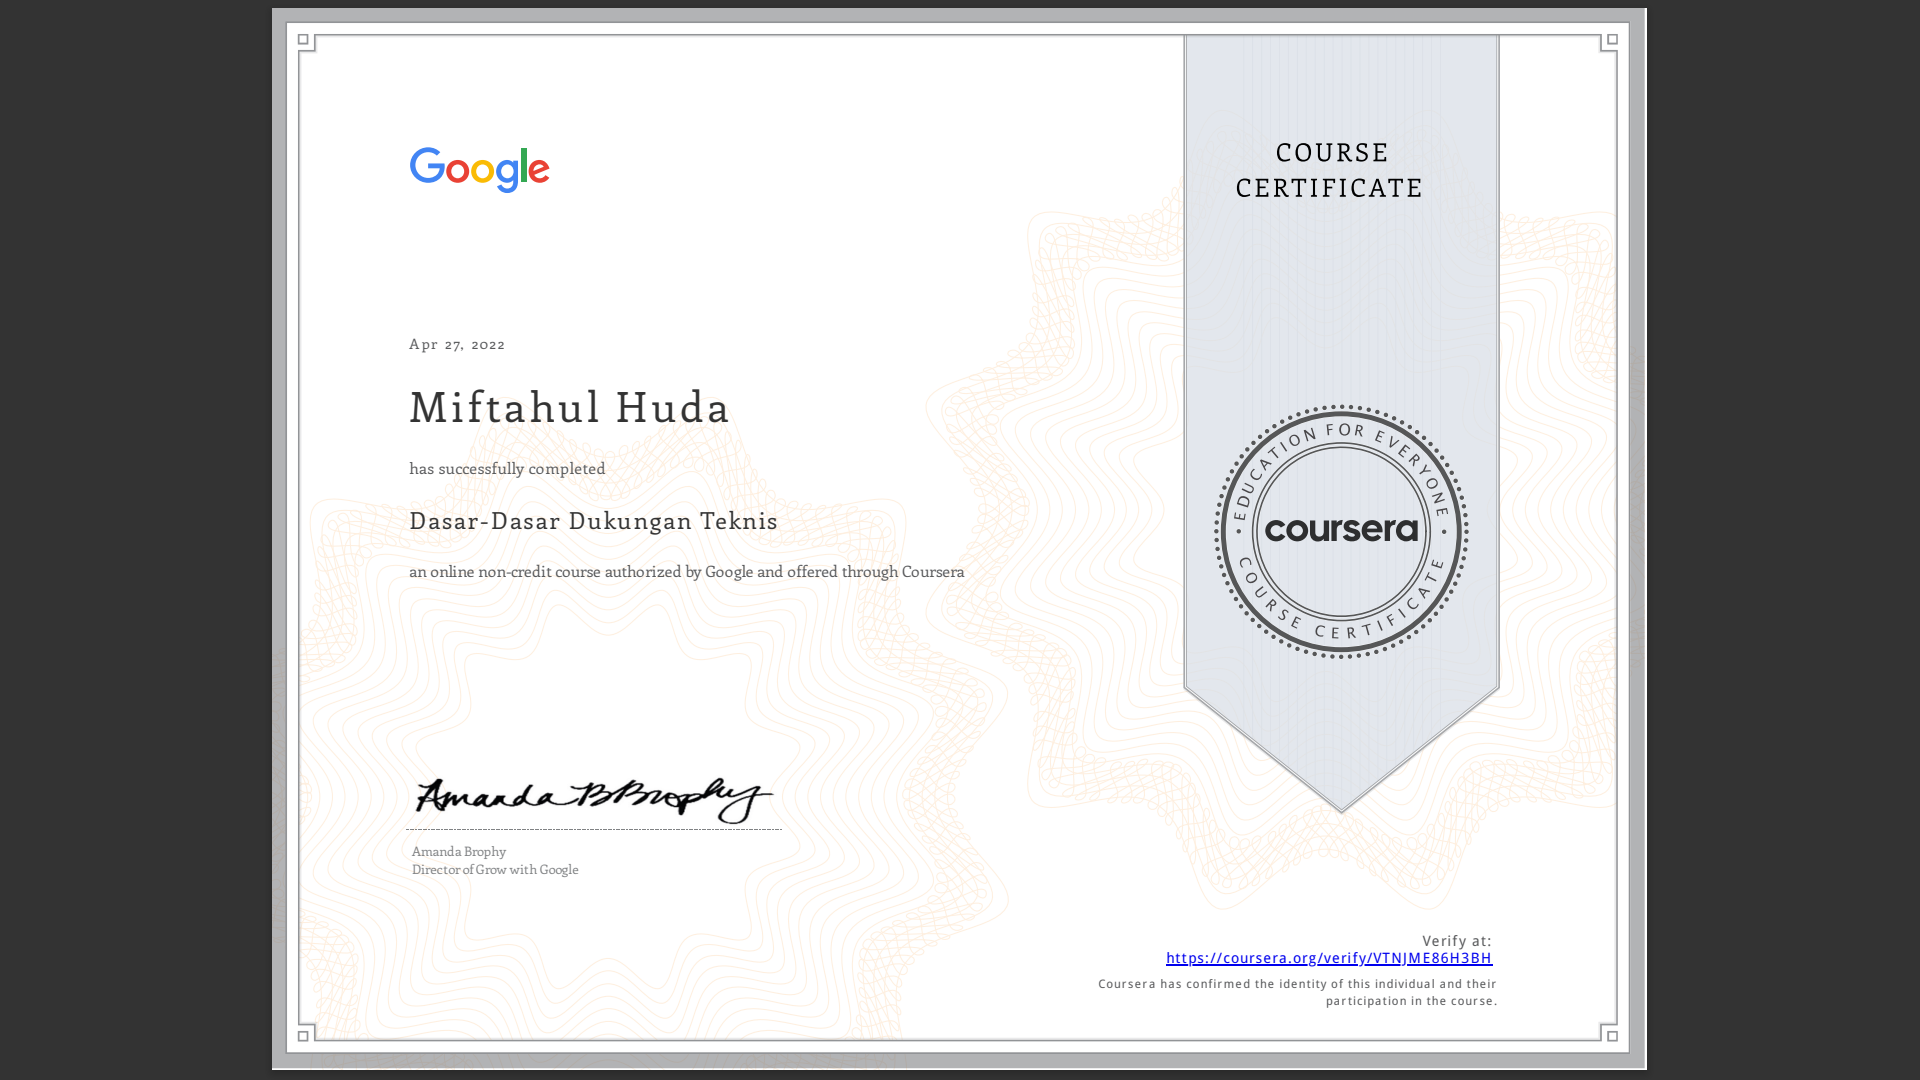 Google
COURSE
CERTIFICATE
Apr 27, 2022
Miftahul Huda
has successfully completed
Dasar-Dasar Dukungan Teknis
an online non-credit course authorized by Google and offered through Coursera
EDUCATION FOR EVERYONE
coursera
COURSE CERTIFICATE
Amanda B Brophy
Amanda Brophy
Director of Grow with Google
Verify at:
https://coursera.org/verify/VTNJME86H3BH
Coursera has confirmed the identity of this individual and their
participation in the course.